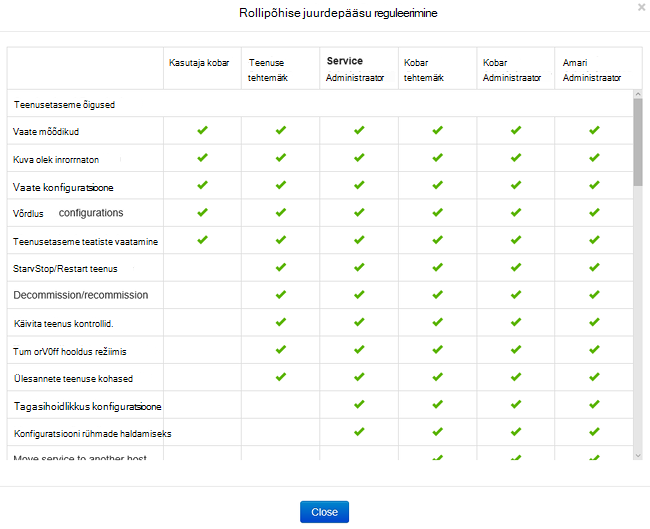 Rollipõhise juurdepääsu reguleerimine
Kasutaja kobar
Teenuse tehtemärk
Service Administraator
Kobar tehtemärk
Kobar Administraator
Amari Administraator
Teenusetaseme õigused
Vaate mõõdikud
Kuva olek inrorrnaton
Vaade konfiguratsioone
Võrdlus configurations
Teenusetaseme teatiste vaatamine
StarvStop/Restart teenus
Decommission/recommission
Käivita teenus kontrollid.
Tum orV0ff hooldus režiimis
Ülesannete teenuse kohased
Tagasihoidlikkus konfiguratsioone
Konfiguratsiooni rühmade haldamiseks
Move service to another host
Close